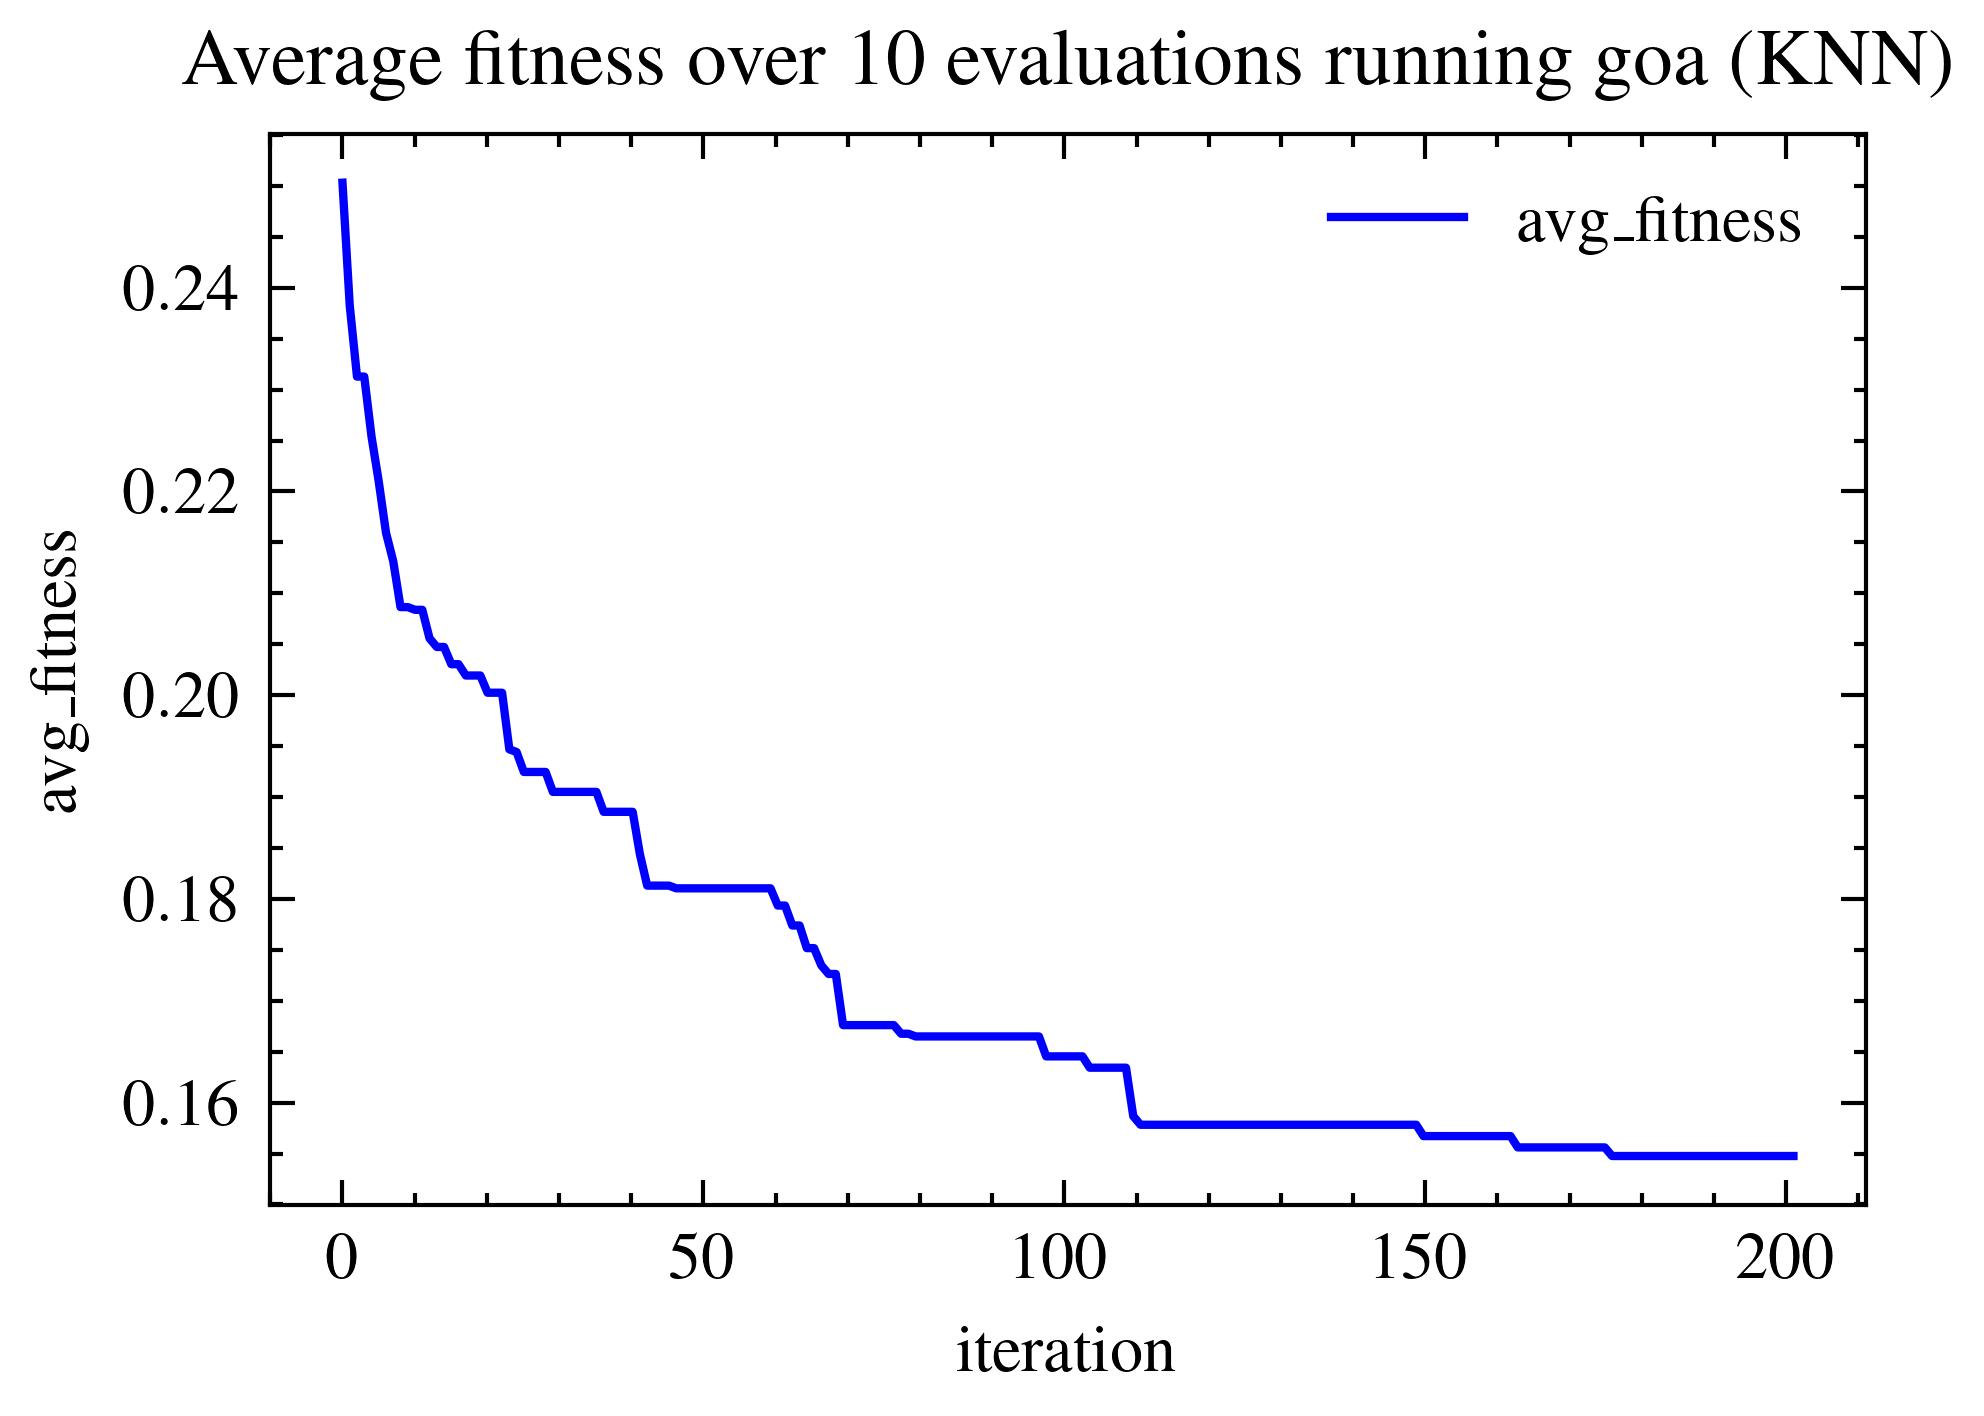 Average fitness over 10 evaluations running goa (KNN)
avg_fitness
0.24
0.22
0.20
0.18
0.16
avg_fitness
0 50 100 150 200
iteration